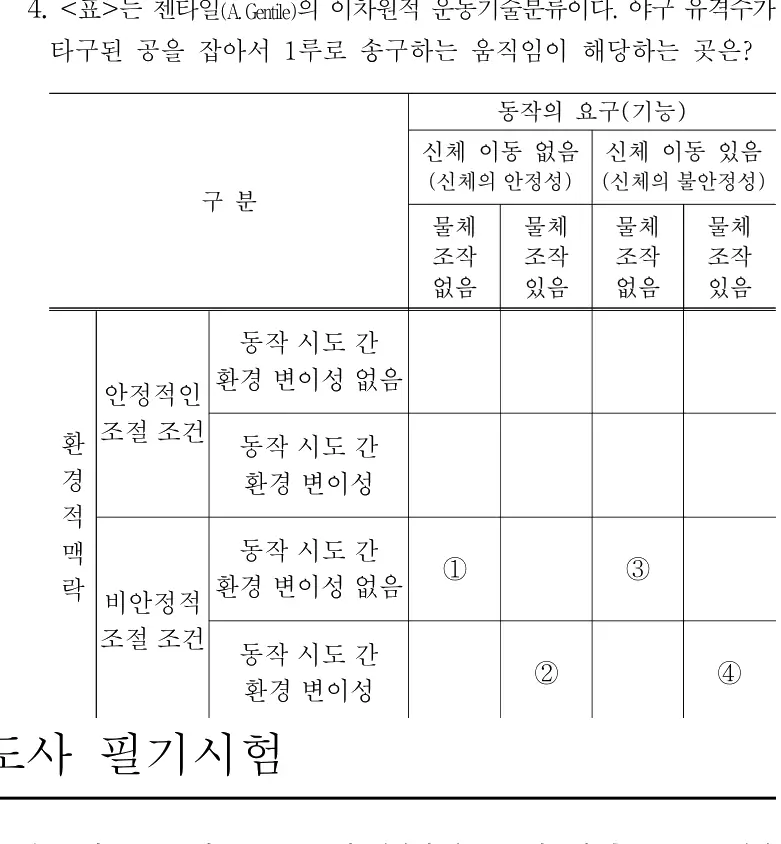 4. <표>는 젠타일(A. Gentile)의 이차원적 운동기술분류이다. 야구 유격수가
타구된 공을 잡아서 1루로 송구하는 움직임이 해당하는 곳은?
동작의 요구(기능)
구 분
신체 이동 없음
(신체의 안정성)
신체 이동 있음
(신체의 불안정성)
물체
조작
없음
물체
조작
있음
물체
조작
없음
물체
조작
있음
환
경
적
맥
락
안정적인
조절 조건
동작 시도 간
환경 변이성 없음
동작 시도 간
환경 변이성
비안정적
조절 조건
동작 시도 간
환경 변이성 없음
① ③
동작 시도 간
환경 변이성
② ④
도사 필기시험